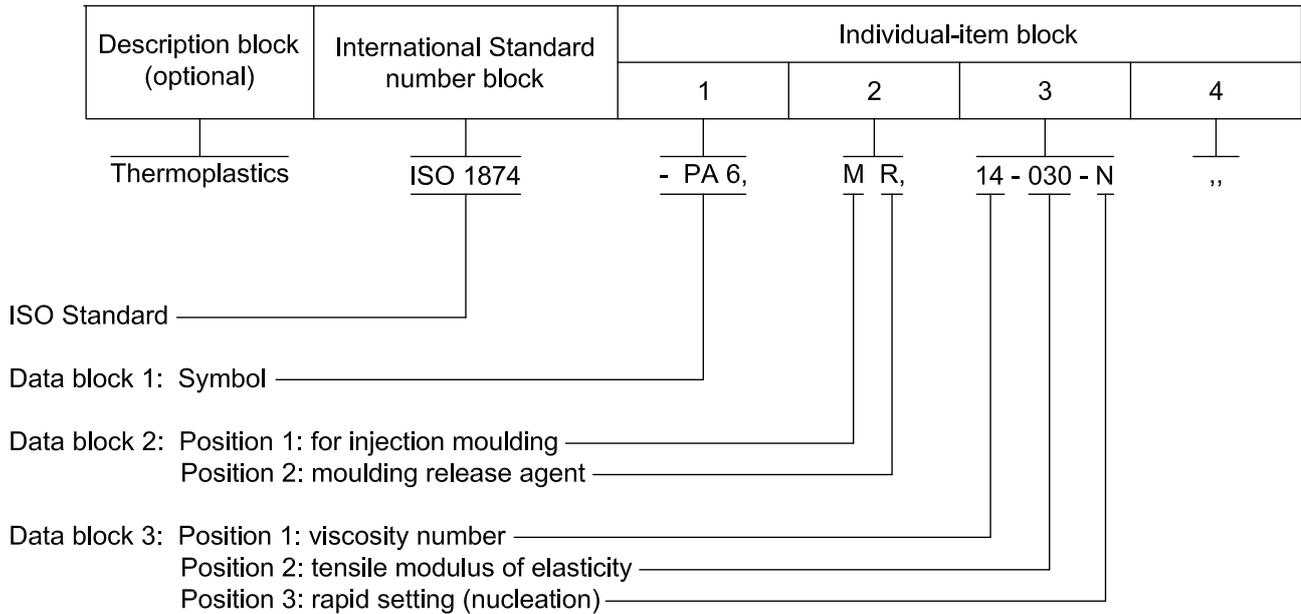 Description block
(optional)
International Standard
number block
Individual-item block
1
2
3
4
Thermoplastics
ISO 1874
- PA 6,
M R,
14 - 030 - N
,,
ISO Standard
Data block 1: Symbol
Data block 2: Position 1: for injection moulding
Position 2: moulding release agent
Data block 3: Position 1: viscosity number
Position 2: tensile modulus of elasticity
Position 3: rapid setting (nucleation)